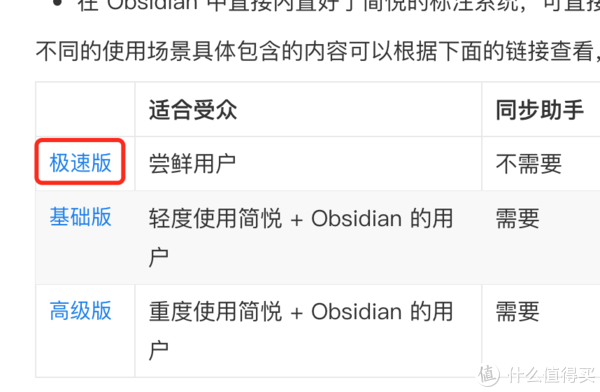 在 Obsidian 中直接内置好了简悦的标注系统，可直接
不同的使用场景具体包含的内容可以根据下面的链接查看，
适合受众 同步助手
极速版 尝鲜用户 不需要
基础版 轻度使用简悦 + Obsidian 的用 需要
户
高级版 重度使用简悦 + Obsidian 的用 需要
户
值 什么值得买